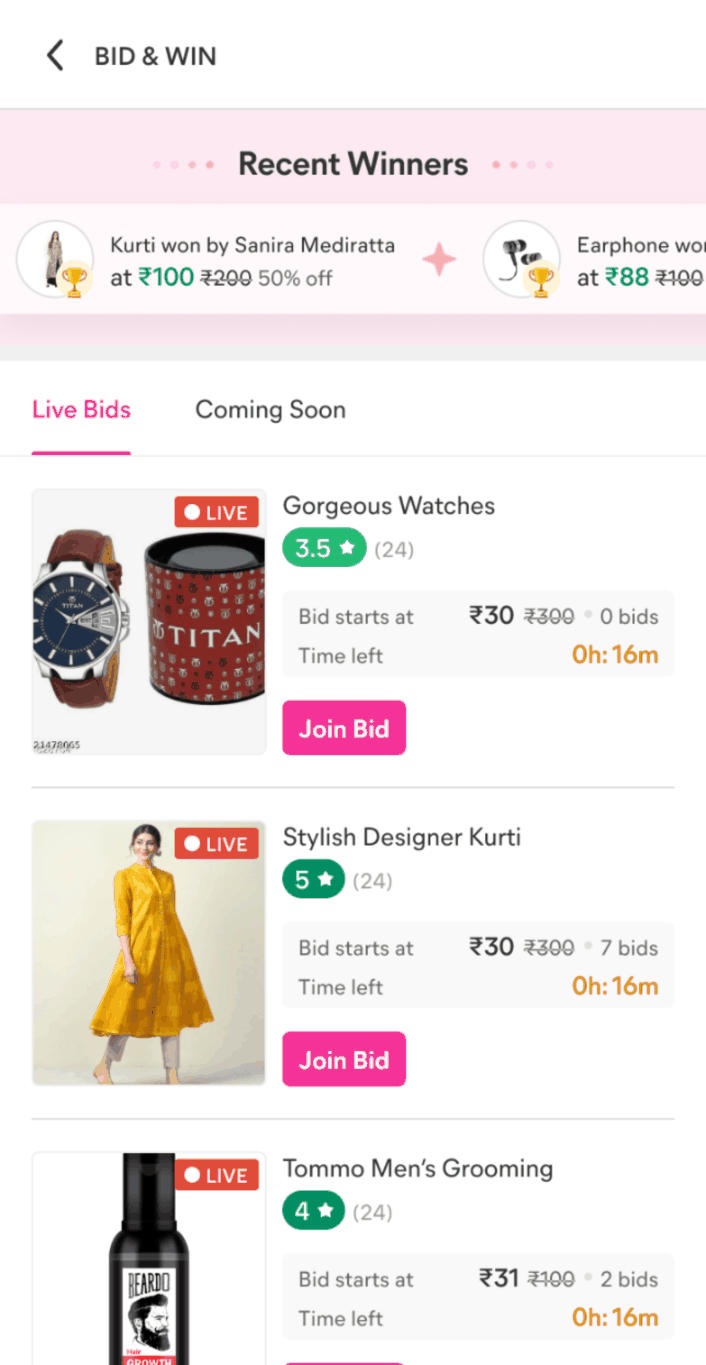 BID & WIN
Recent Winners
Kurti won by Sanira Mediratta
at ₹100 ₹200 50% off
Earphone wo
at ₹88 ₹100
Live Bids
Coming Soon
LIVE
TITAN
TITAN
21478065
Gorgeous Watches
3.5 ★ (24)
Bid starts at ₹30 ₹300 • 0 bids
Time left 0h: 16m
Join Bid
LIVE
Stylish Designer Kurti
5 ★ (24)
Bid starts at ₹30 ₹300 • 7 bids
Time left 0h: 16m
Join Bid
LIVE
BEARDO
Hair
GROWTH
Tommo Men's Grooming
4 ★ (24)
Bid starts at ₹31 ₹100 • 2 bids
Time left 0h: 16m